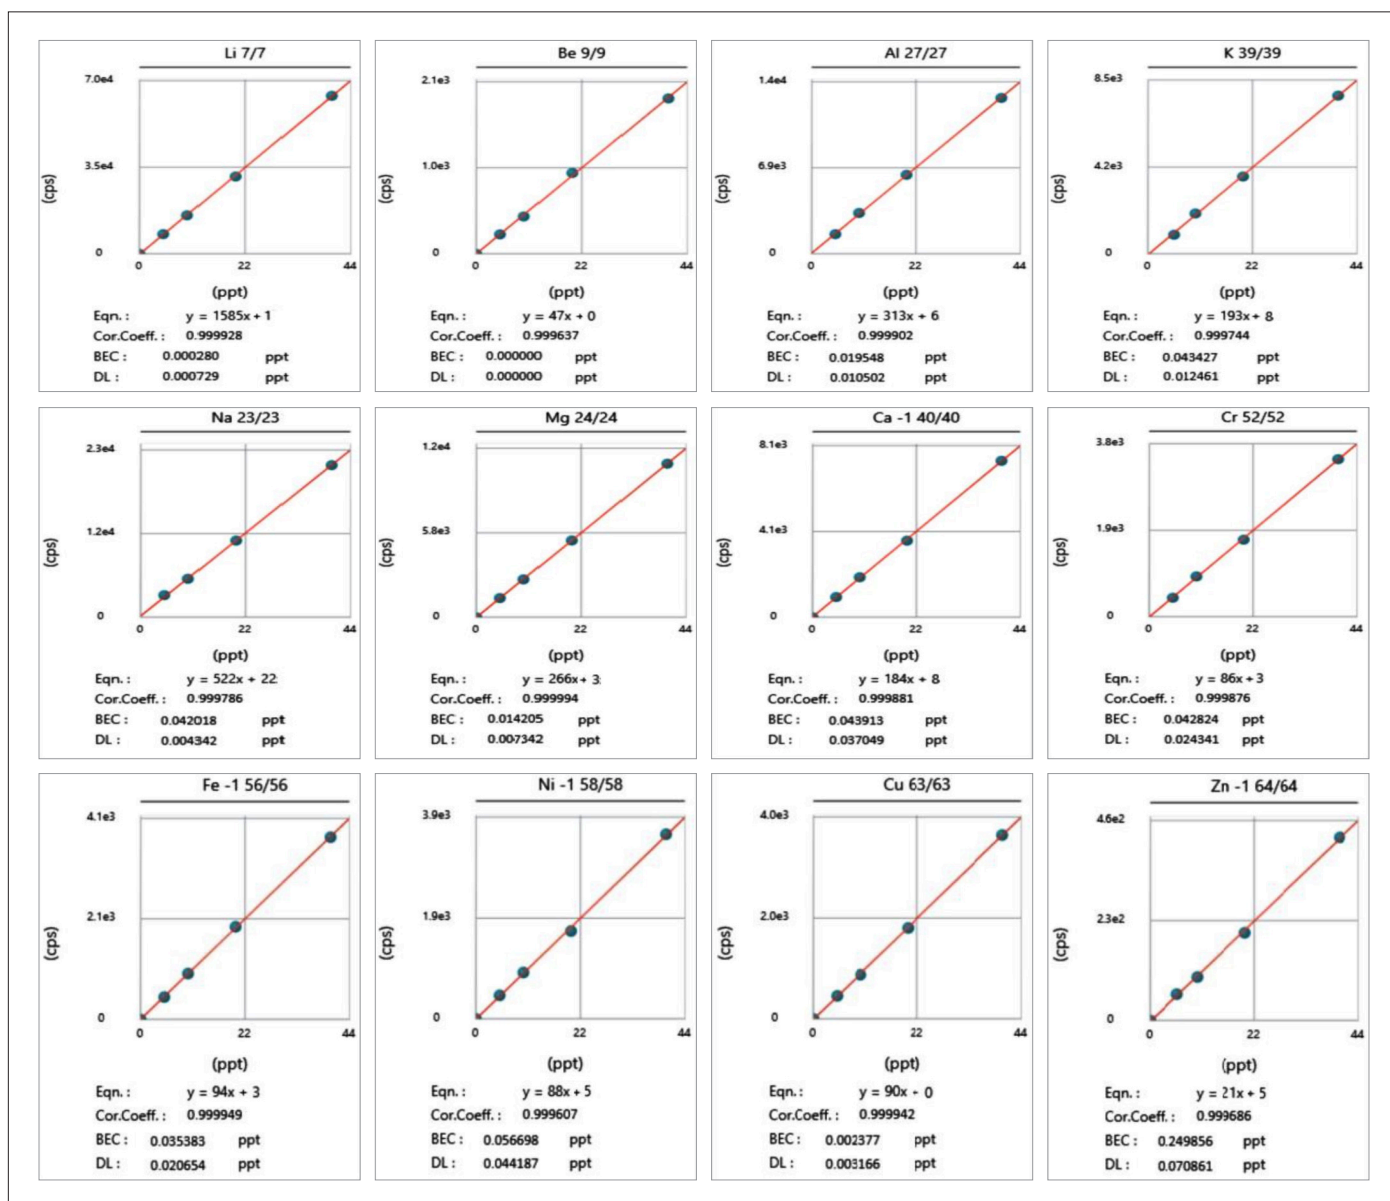 Li 7/7
7.0e4
3.5e4
0
(cps)
0 22 44
(ppt)
Eqn. : y = 1585x + 1
Cor.Coeff. : 0.999928
BEC : 0.000280 ppt
DL : 0.000729 ppt
Be 9/9
2.1e3
1.0e3
0
(cps)
0 22 44
(ppt)
Eqn. : y = 47x + 0
Cor.Coeff. : 0.999637
BEC : 0.000000 ppt
DL : 0.000000 ppt
Al 27/27
1.4e4
6.9e3
0
(cps)
0 22 44
(ppt)
Eqn. : y = 313x + 6
Cor.Coeff. : 0.999902
BEC : 0.019548 ppt
DL : 0.010502 ppt
K 39/39
8.5e3
4.2e3
0
(cps)
0 22 44
(ppt)
Eqn. : y = 193x + 8
Cor.Coeff. : 0.999744
BEC : 0.043427 ppt
DL : 0.012461 ppt
Na 23/23
2.3e4
1.2e4
0
(cps)
0 22 44
(ppt)
Eqn. : y = 522x + 22
Cor.Coeff. : 0.999786
BEC : 0.042018 ppt
DL : 0.004342 ppt
Mg 24/24
1.2e4
5.8e3
0
(cps)
0 22 44
(ppt)
Eqn. : y = 266x + 3
Cor.Coeff. : 0.999994
BEC : 0.014205 ppt
DL : 0.007342 ppt
Ca -1 40/40
8.1e3
4.1e3
0
(cps)
0 22 44
(ppt)
Eqn. : y = 184x + 8
Cor.Coeff. : 0.999881
BEC : 0.043913 ppt
DL : 0.037049 ppt
Cr 52/52
3.8e3
1.9e3
0
(cps)
0 22 44
(ppt)
Eqn. : y = 86x + 3
Cor.Coeff. : 0.999876
BEC : 0.042824 ppt
DL : 0.024341 ppt
Fe -1 56/56
4.1e3
2.1e3
0
(cps)
0 22 44
(ppt)
Eqn. : y = 94x + 3
Cor.Coeff. : 0.999949
BEC : 0.035383 ppt
DL : 0.020654 ppt
Ni -1 58/58
3.9e3
1.9e3
0
(cps)
0 22 44
(ppt)
Eqn. : y = 88x + 5
Cor.Coeff. : 0.999607
BEC : 0.056698 ppt
DL : 0.044187 ppt
Cu 63/63
4.0e3
2.0e3
0
(cps)
0 22 44
(ppt)
Eqn. : y = 90x + 0
Cor.Coeff. : 0.999942
BEC : 0.002377 ppt
DL : 0.003166 ppt
Zn -1 64/64
4.6e2
2.3e2
0
(cps)
0 22 44
(ppt)
Eqn. : y = 21x + 5
Cor.Coeff. : 0.999686
BEC : 0.249856 ppt
DL : 0.070861 ppt